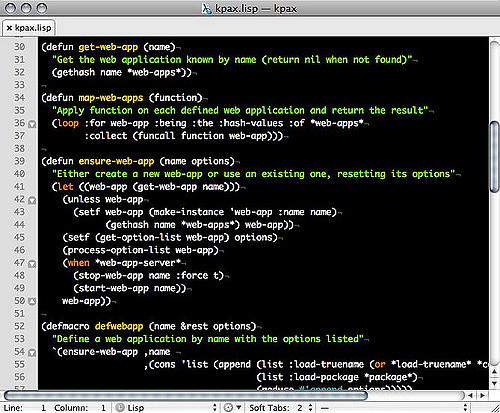 kpax.lisp — kpax
× kpax.lisp
30 (defun get-web-app (name)
31 "Get the web application known by name (return nil when not found)"
32 (gethash name *web-apps*))
33
34 (defun map-web-apps (function)
35 "Apply function on each defined web application and return the result"
36 (loop :for web-app :being :the :hash-values :of *web-apps*
37 :collect (funcall function web-app)))
38
39 (defun ensure-web-app (name options)
40 "Either create a new web-app or use an existing one, resetting its options"
41 (let ((web-app (get-web-app name)))
42 (unless web-app
43 (setf web-app (make-instance 'web-app :name name)
44 (gethash name *web-apps*) web-app))
45 (setf (get-option-list web-app) options)
46 (process-option-list web-app)
47 (when *web-app-server*
48 (stop-web-app name :force t)
49 (start-web-app name))
50 web-app))
51
52 (defmacro defwebapp (name &rest options)
53 "Define a web application by name with the options listed"
54 `(ensure-web-app ,name
55 ,(cons 'list (append (list :load-truename (or *load-truename*
56 (list :load-package *package*)
57
Line: 1 Column: 1 Lisp Soft Tabs: 2 —